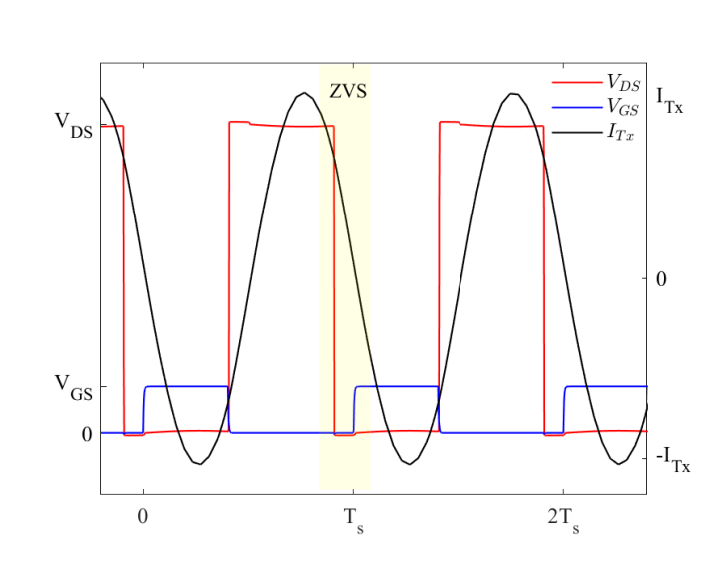 ZVS
V_DS
V_GS
I_Tx
V_DS
V_GS
0
I_Tx
0
-I_Tx
0
T_s
2T_s